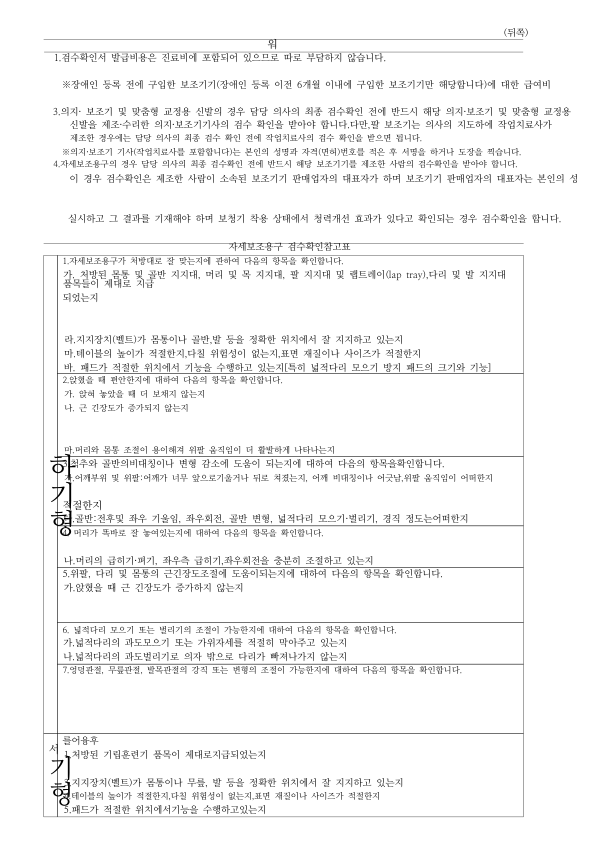 (뒤쪽)
워
1.검수확인서 발급비용은 진료비에 포함되어 있으므로 따로 부담하지 않습니다.
※장애인 등록 전에 구입한 보조기기(장애인 등록 이전 6개월 이내에 구입한 보조기기만 해당합니다)에 대한 급여비
3.의지· 보조기 및 맞춤형 교정용 신발의 경우 담당 의사의 최종 검수확인 전에 반드시 해당 의지·보조기 및 맞춤형 교정용
신발을 제조·수리한 의지·보조기기사의 검수 확인을 받아야 합니다.다만,팔 보조기는 의사의 지도하에 작업치료사가
제조한 경우에는 담당 의사의 검수 확인 전에 작업치료사의 검수 확인을 받으면 됩니다.
※의지·보조기 기사(작업치료사를 포함합니다)는 본인의 성명과 자격(면허)번호를 적은 후 서명을 하거나 도장을 찍습니다.
4.자세보조용구의 경우 담당 의사의 최종 검수확인 전에 반드시 해당 보조기기를 제조한 사람의 검수확인을 받아야 합니다.
이 경우 검수확인은 제조한 사람이 소속된 보조기기 판매업자의 대표자가 하며 보조기기 판매업자의 대표자는 본인의 성
실시하고 그 결과를 기재해야 하며 보청기 착용 상태에서 청력개선 효과가 있다고 확인되는 경우 검수확인을 합니다.
자세보조용구 검수확인참고표
1.자세보조용구가 처방대로 잘 맞는지에 관하여 다음의 항목을 확인합니다.
가. 처방된 몸통 및 골반 지지대, 머리 및 목 지지대, 팔 지지대 및 랩트레이(lap tray),다리 및 발 지지대
품목들이 제대로 지급
되었는지
라.지지장치(벨트)가 몸통이나 골반,발 등을 정확한 위치에서 잘 지지하고 있는지
마.테이블의 높이가 적절한지,다칠 위험성이 없는지,표면 재질이나 사이즈가 적절한지
바. 패드가 적절한 위치에서 기능을 수행하고 있는지[특히 넓적다리 모으기 방지 패드의 크기와 기능]
2.앉혔을 때 편안한지에 대하여 다음의 항목을 확인합니다.
가. 앉혀 놓았을 때 더 보채지 않는지
나. 근 긴장도가 증가되지 않는지
마.머리와 몸통 조절이 용이해져 위팔 움직임이 더 활발하게 나타나는지
하기형
3.척추와 골반의비대칭이나 변형 감소에 도움이 되는지에 대하여 다음의 항목을확인합니다.
가.어깨부위 및 위팔:어깨가 너무 앞으로기울거나 뒤로 쳐졌는지, 어깨 비대칭이나 어긋남,위팔 움직임이 어떠한지
적절한지
.골반:전후및 좌우 기울임, 좌우회전, 골반 변형, 넓적다리 모으기·벌리기, 경직 정도는어떠한지
머리가 똑바로 잘 놓여있는지에 대하여 다음의 항목을 확인합니다.
나.머리의 굽히기·펴기, 좌우측 굽히기,좌우회전을 충분히 조절하고 있는지
5.위팔, 다리 및 몸통의 근긴장도조절에 도움이되는지에 대하여 다음의 항목을 확인합니다.
가.앉혔을 때 근 긴장도가 증가하지 않는지
6. 넓적다리 모으기 또는 벌리기의 조절이 가능한지에 대하여 다음의 항목을 확인합니다.
가.넓적다리의 과도모으기 또는 가위자세를 적절히 막아주고 있는지
나.넓적다리의 과도벌리기로 의자 밖으로 다리가 빠져나가지 않는지
7.엉덩관절, 무릎관절, 발목관절의 강직 또는 변형의 조절이 가능한지에 대하여 다음의 항목을 확인합니다.
틀어움후
서
기형
1.처방된 기립훈련기 품목이 제대로지급되었는지
.지지장치(벨트)가 몸통이나 무릎, 발 등을 정확한 위치에서 잘 지지하고 있는지
.테이블의 높이가 적절한지,다칠 위험성이 없는지,표면 재질이나 사이즈가 적절한지
5.패드가 적절한 위치에서기능을 수행하고있는지